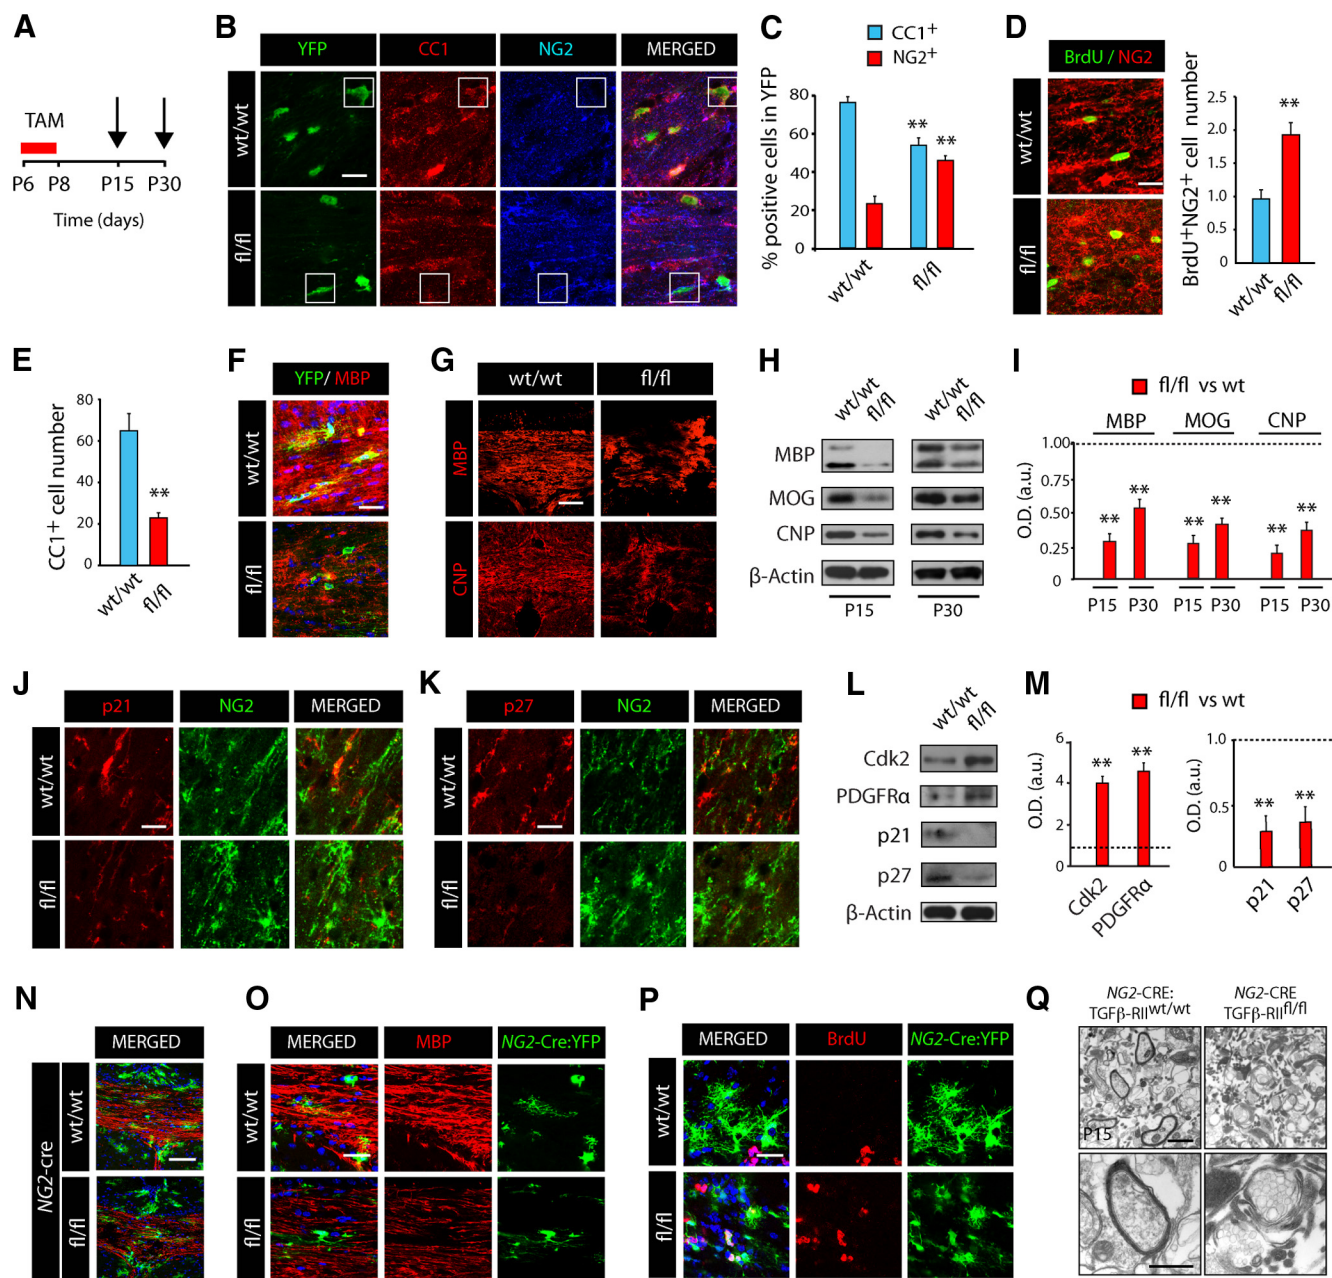 A
TAM
P6 P8 P15 P30
Time (days)
B
YFP CC1 NG2 MERGED
wt/wt
fl/fl
C
CC1+
NG2+
% positive cells in YFP
80
60
40
20
0
**
**
wt/wt fl/fl
D
BrdU / NG2
wt/wt
fl/fl
BrdU+NG2+ cell number
2.5
2.0
1.5
1.0
0.5
0
**
wt/wt fl/fl
E
CC1+ cell number
80
60
40
20
0
**
wt/wt fl/fl
F
YFP/ MBP
wt/wt
fl/fl
G
wt/wt fl/fl
MBP
CNP
H
wt/wt fl/fl wt/wt fl/fl
MBP
MOG
CNP
β-Actin
P15 P30
I
fl/fl vs wt
MBP MOG CNP
O.D. (a.u.)
1.00
0.75
0.50
0.25
0
** ** ** ** ** **
P15 P30 P15 P30 P15 P30
J
p21 NG2 MERGED
wt/wt
fl/fl
K
p27 NG2 MERGED
wt/wt
fl/fl
L
wt/wt fl/fl
Cdk2
PDGFRα
p21
p27
β-Actin
M
fl/fl vs wt
O.D. (a.u.)
6
4
2
0
** **
Cdk2 PDGFRα
O.D. (a.u.)
1.0
0.5
0
** **
p21 p27
N
MERGED
NG2-cre
wt/wt
fl/fl
O
MERGED MBP NG2-Cre:YFP
wt/wt
fl/fl
P
MERGED BrdU NG2-Cre:YFP
wt/wt
fl/fl
Q
NG2-CRE: NG2-CRE
TGFβ-RIIwt/wt TGFβ-RIIfl/fl
P15